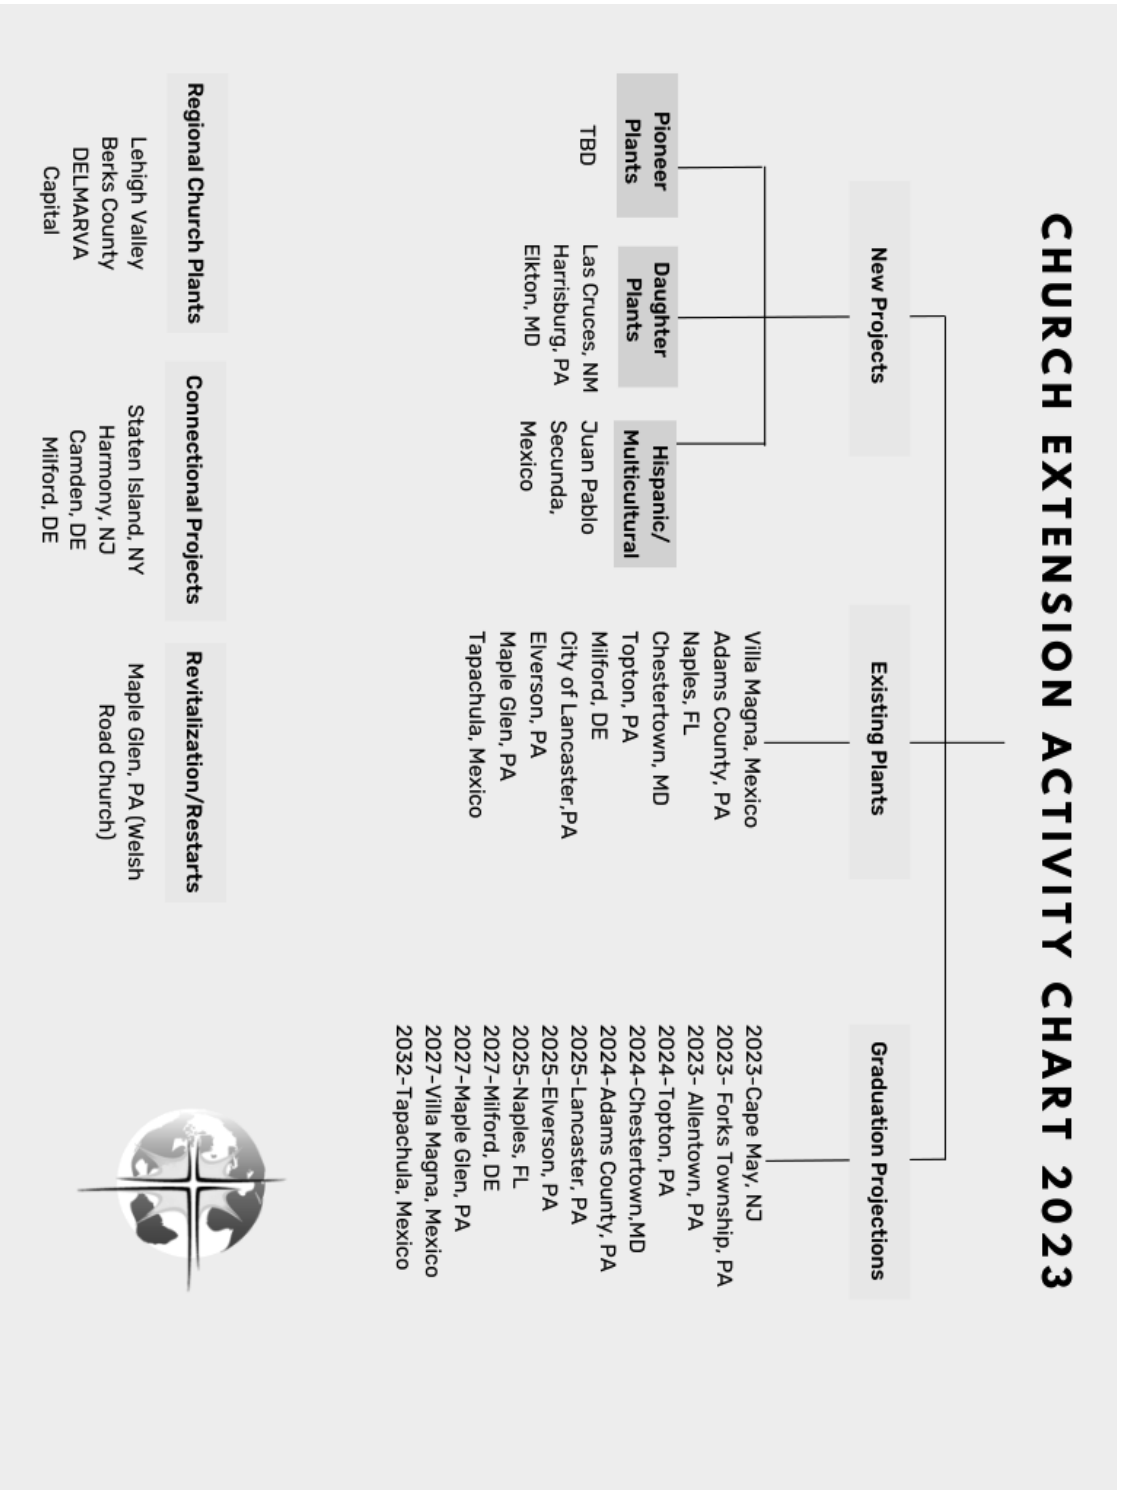 CHURCH EXTENSION ACTIVITY CHART 2023
New Projects
Pioneer
Plants
TBD
Daughter
Plants
Las Cruces, NM
Harrisburg, PA
Elkton, MD
Hispanic/
Multicultural
Juan Pablo
Secunda,
Mexico
Existing Plants
Villa Magna, Mexico
Adams County, PA
Naples, FL
Chestertown, MD
Topton, PA
Milford, DE
City of Lancaster,PA
Elverson, PA
Maple Glen, PA
Tapachula, Mexico
Graduation Projections
2023-Cape May, NJ
2023- Forks Township, PA
2023- Allentown, PA
2024-Topton, PA
2024-Chestertown,MD
2024-Adams County, PA
2025-Lancaster, PA
2025-Elverson, PA
2025-Naples, FL
2027-Milford, DE
2027-Maple Glen, PA
2027-Villa Magna, Mexico
2032-Tapachula, Mexico
Regional Church Plants
Lehigh Valley
Berks County
DELMARVA
Capital
Connectional Projects
Staten Island, NY
Harmony, NJ
Camden, DE
Milford, DE
Revitalization/Restarts
Maple Glen, PA (Welsh
Road Church)